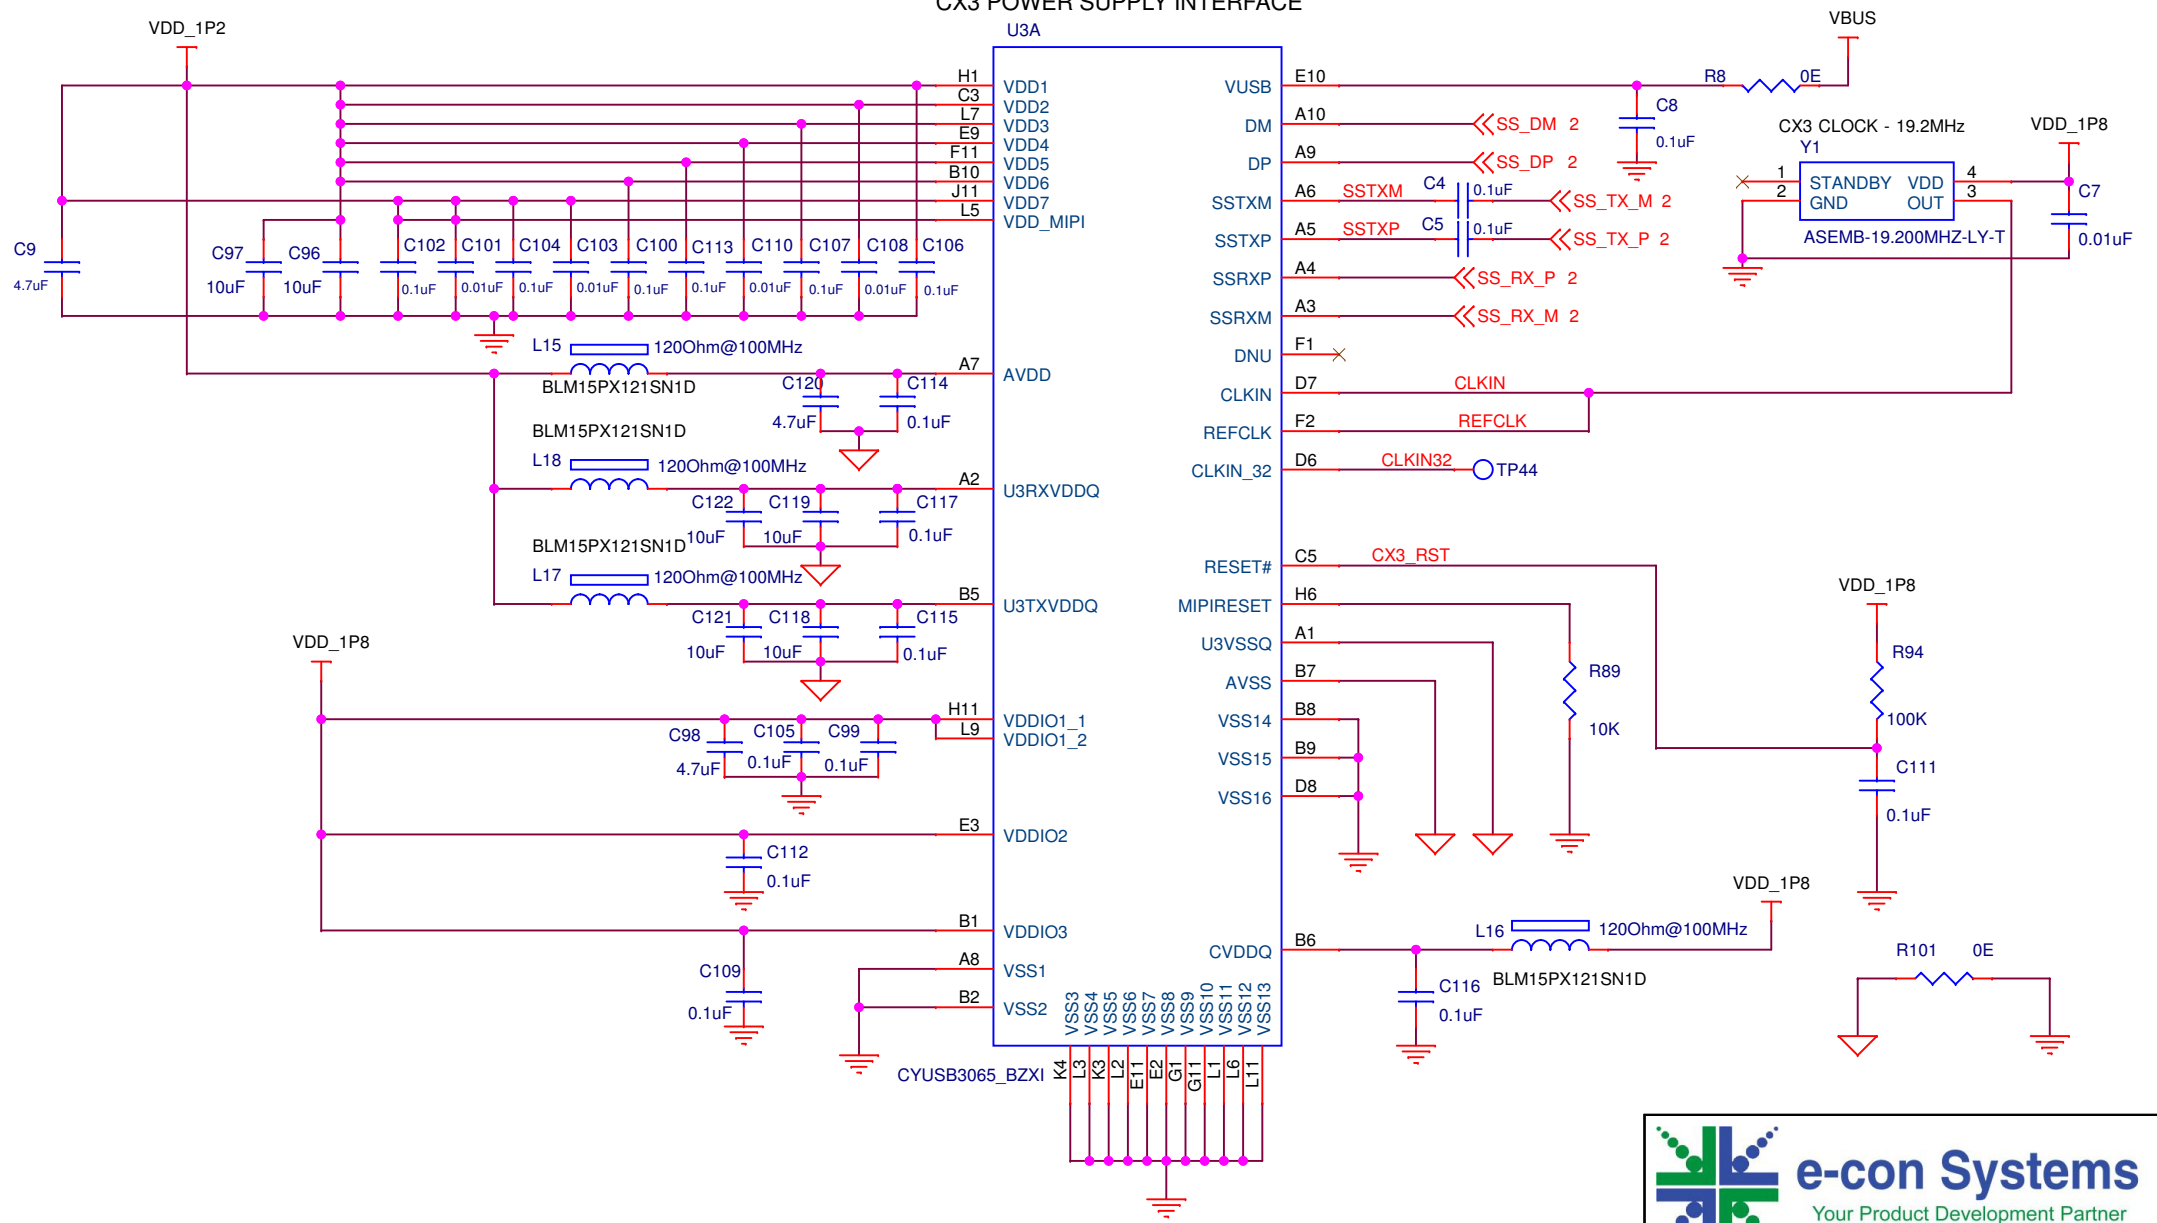 CX3 POWER SUPPLY INTERFACE
VDD_1P2
U3A
VBUS
H1 VDD1
C3 VDD2
L7 VDD3
E9 VDD4
F11 VDD5
B10 VDD6
J11 VDD7
L5 VDD_MIPI
VUSB E10
DM A10 SS_DM 2
DP A9 SS_DP 2
SSTXM A6 SSTXM C4 0.1uF SS_TX_M 2
SSTXP A5 SSTXP C5 0.1uF SS_TX_P 2
SSRXP A4 SS_RX_P 2
SSRXM A3 SS_RX_M 2
DNU F1
CLKIN D7 CLKIN
REFCLK F2 REFCLK
CLKIN_32 D6 CLKIN32 TP44
R8 0E
C8
0.1uF
CX3 CLOCK - 19.2MHz
Y1
VDD_1P8
1 STANDBY VDD 4
2 GND OUT 3
ASEMB-19.200MHZ-LY-T
C7
0.01uF
C9
4.7uF
C97 C96 C102 C101 C104 C103 C100 C113 C110 C107 C108 C106
10uF 10uF 0.1uF 0.01uF 0.1uF 0.01uF 0.1uF 0.1uF 0.01uF 0.1uF 0.01uF 0.1uF
L15 120Ohm@100MHz
BLM15PX121SN1D
A7 AVDD
C120 C114
4.7uF 0.1uF
BLM15PX121SN1D
L18 120Ohm@100MHz
A2 U3RXVDDQ
C122 C119 C117
10uF 10uF 0.1uF
BLM15PX121SN1D
L17 120Ohm@100MHz
B5 U3TXVDDQ
C121 C118 C115
10uF 10uF 0.1uF
VDD_1P8
H11 VDDIO1_1
L9 VDDIO1_2
C98 C105 C99
4.7uF 0.1uF 0.1uF
E3 VDDIO2
C112
0.1uF
B1 VDDIO3
C109
0.1uF
A8 VSS1
B2 VSS2
RESET# C5 CX3_RST
MIPIRESET H6
U3VSSQ A1
AVSS B7
VSS14 B8
VSS15 B9
VSS16 D8
R89
10K
VDD_1P8
R94
100K
C111
0.1uF
VDD_1P8
CVDDQ B6
L16 120Ohm@100MHz
BLM15PX121SN1D
C116
0.1uF
R101 0E
VSS3 VSS4 VSS5 VSS6 VSS7 VSS8 VSS9 VSS10 VSS11 VSS12 VSS13
CYUSB3065_BZXI
K4 L3 K3 L2 E11 E2 G1 G11 L1 L6 L11
e-con Systems
Your Product Development Partner